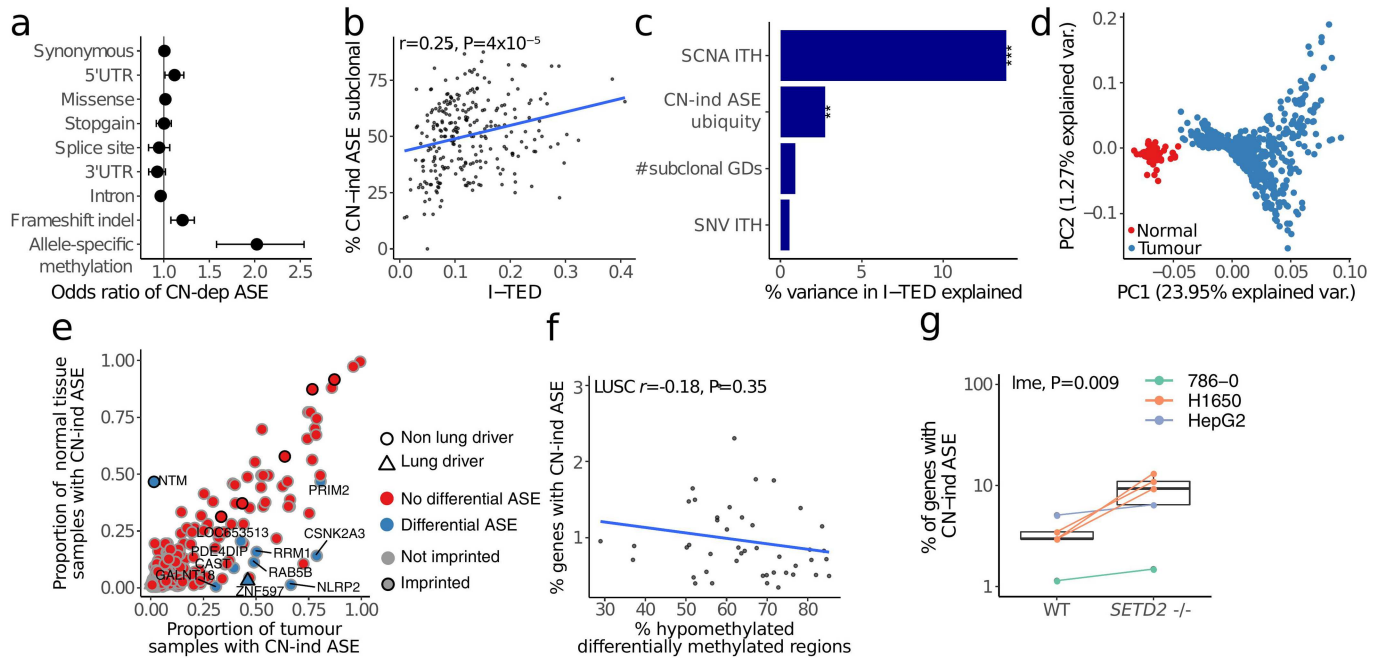 a
Synonymous
5'UTR
Missense
Stopgain
Splice site
3'UTR
Intron
Frameshift indel
Allele-specific
methylation
1.0 1.5 2.0 2.5
Odds ratio of CN-dep ASE
b
r=0.25, P=4x10⁻⁵
% CN−ind ASE subclonal
75
50
25
0
0.0 0.1 0.2 0.3 0.4
I−TED
c
SCNA ITH
***
CN-ind ASE
ubiquity
**
#subclonal GDs
SNV ITH
0 5 10
% variance in I−TED explained
d
PC2 (1.27% explained var.)
0.2
0.1
0.0
−0.1
Normal
Tumour
−0.05 0.00 0.05 0.10
PC1 (23.95% explained var.)
e
Proportion of normal tissue
samples with CN-ind ASE
1.00
0.75
0.50
0.25
0.00
NTM
PRIM2
LOC653513
CSNK2A3
PDE4DIP
RRM1
CAST
RAB5B
GALNT18
NLRP2
ZNF597
0.00 0.25 0.50 0.75 1.00
Proportion of tumour
samples with CN-ind ASE
Non lung driver
Lung driver
No differential ASE
Differential ASE
Not imprinted
Imprinted
f
LUSC r=-0.18, P=0.35
% genes with CN-ind ASE
3
2
1
30 40 50 60 70 80
% hypomethylated
differentially methylated regions
g
lme, P=0.009
786−0
H1650
HepG2
% of genes with
CN−ind ASE
100
10
1
WT SETD2 -/-